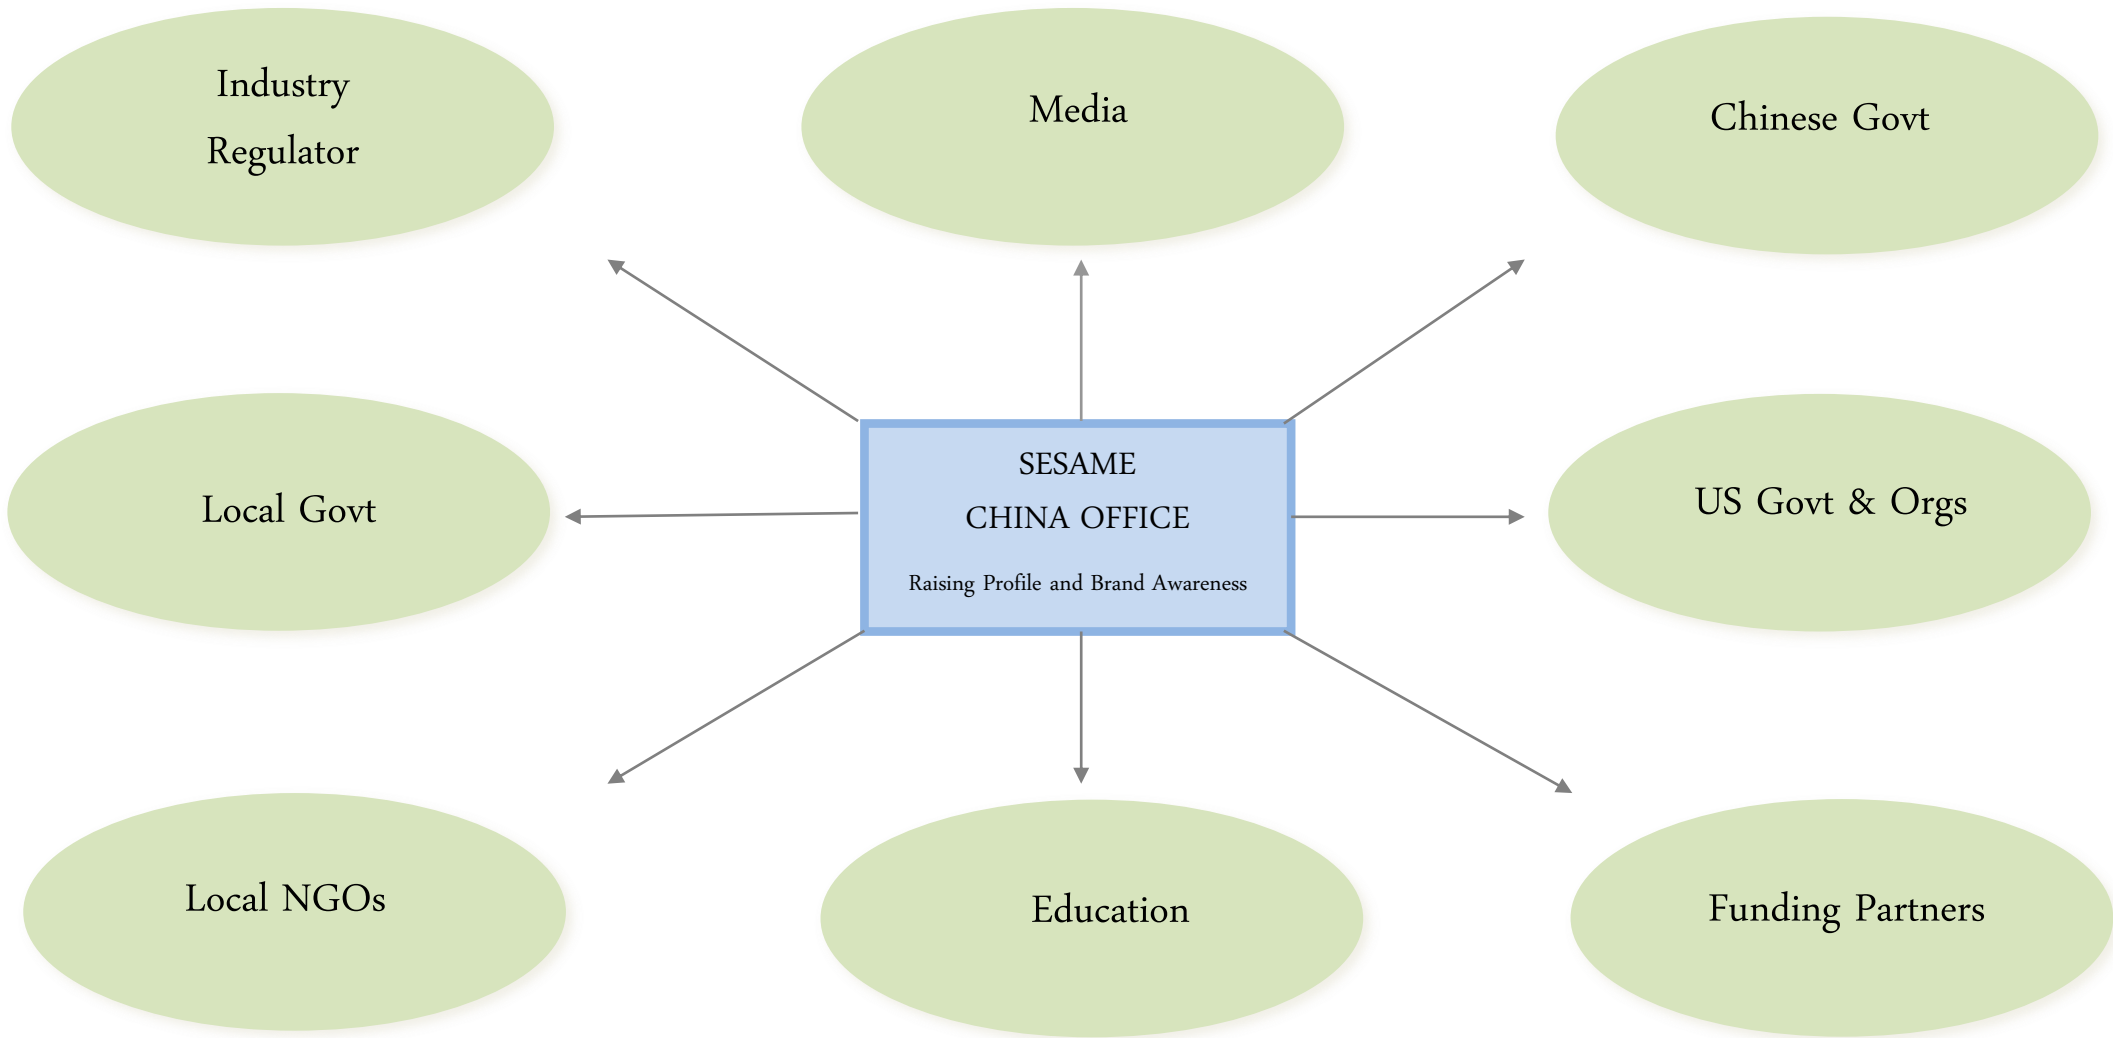 Industry
Regulator
Media
Chinese Govt
Local Govt
SESAME
CHINA OFFICE
Raising Profile and Brand Awareness
US Govt & Orgs
Local NGOs
Education
Funding Partners